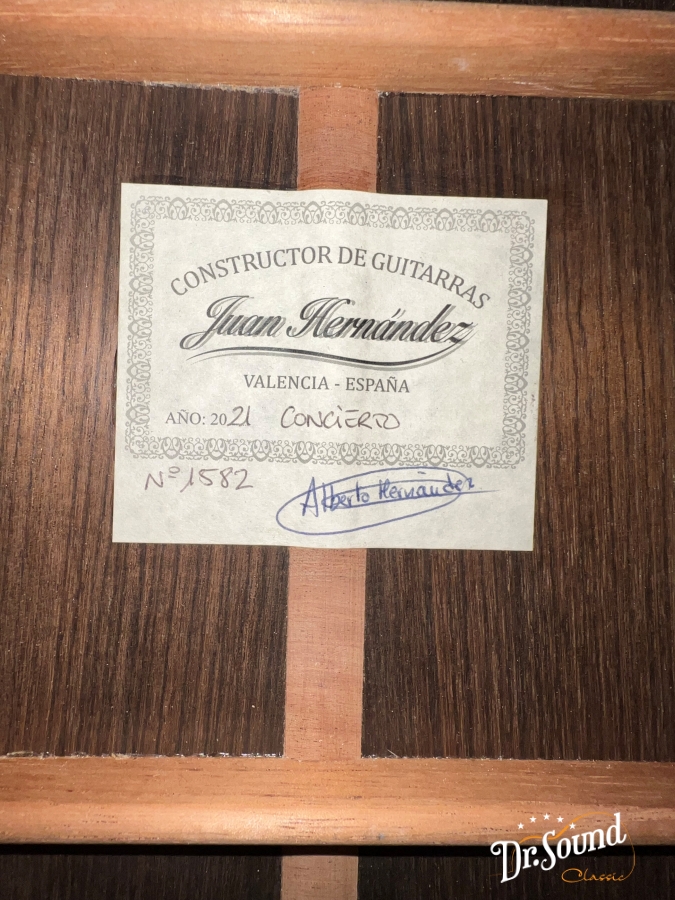 CONSTRUCTOR DE GUITARRAS
Juan Hernández
VALENCIA - ESPAÑA
AÑO: 2021 CONCIERTO
Nº 1582
Alberto Hernández
Dr. Sound
Classic